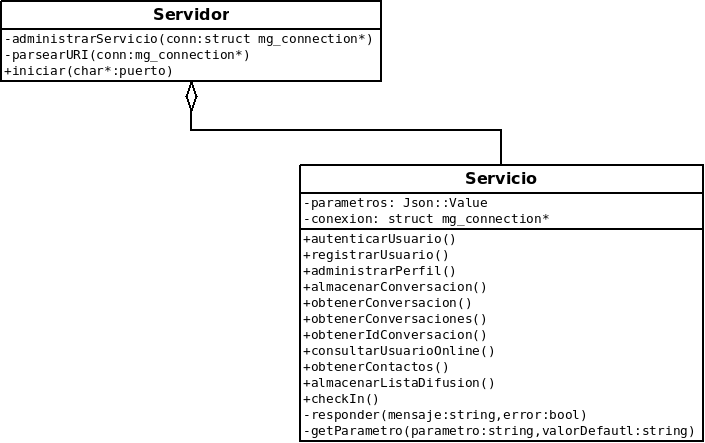 Servidor
-administrarServicio(conn:struct mg_connection*)
-parsearURI(conn:mg_connection*)
+iniciar(char*:puerto)
Servicio
-parametros: Json::Value
-conexion: struct mg_connection*
+autenticarUsuario()
+registrarUsuario()
+administrarPerfil()
+almacenarConversacion()
+obtenerConversacion()
+obtenerConversaciones()
+obtenerIdConversacion()
+consultarUsuarioOnline()
+obtenerContactos()
+almacenarListaDifusion()
+checkIn()
-responder(mensaje:string,error:bool)
-getParametro(parametro:string,valorDefautl:string)